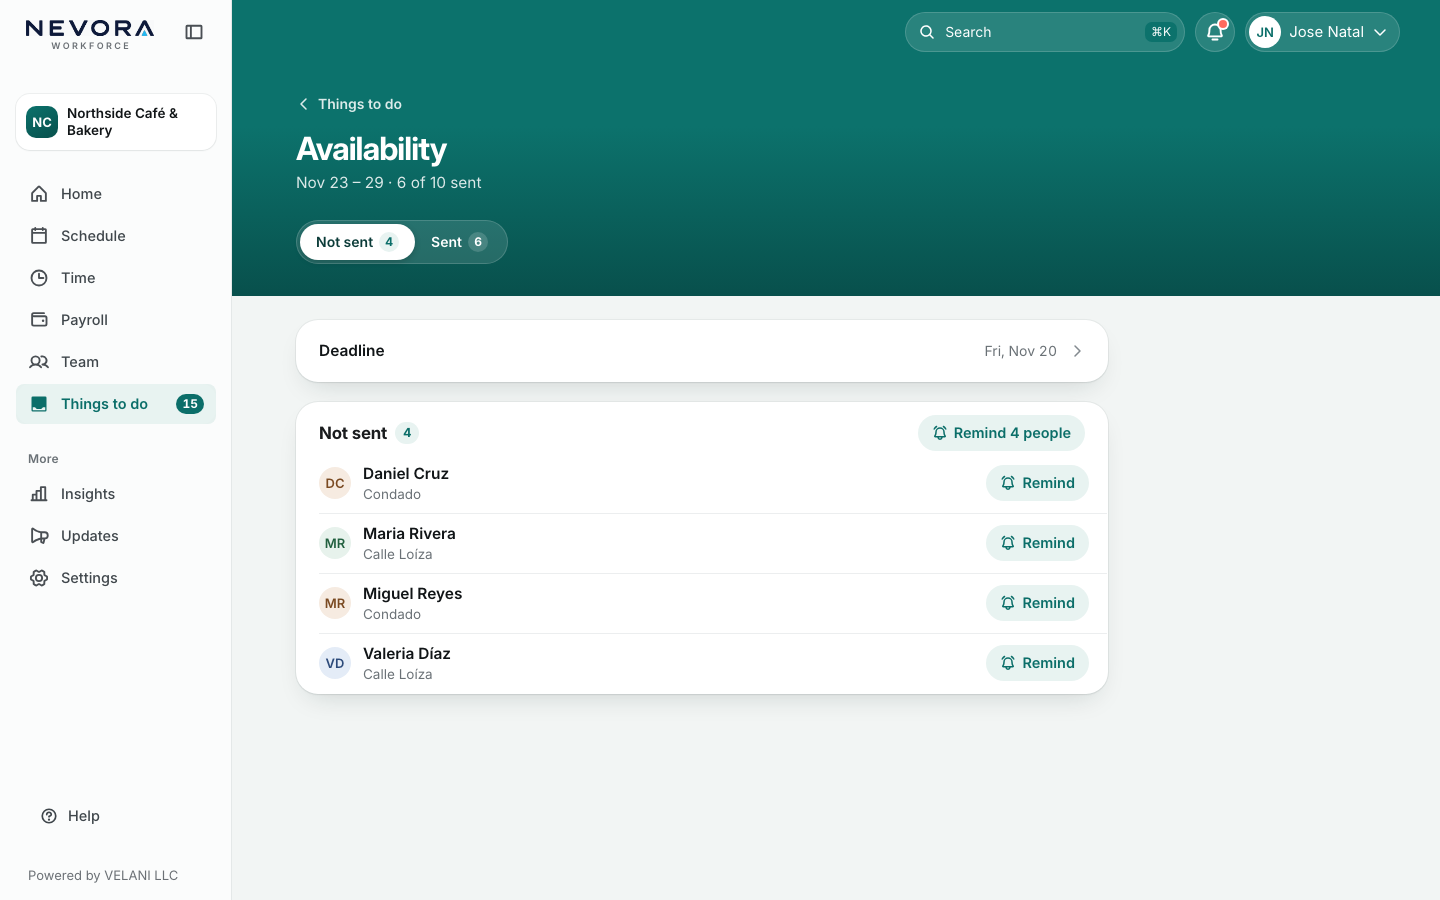 NEVORA
WORKFORCE
Search
⌘K
JN
Jose Natal
NC
Northside Café &
Bakery
Home
Schedule
Time
Payroll
Team
Things to do
15
More
Insights
Updates
Settings
Help
Powered by VELANI LLC
Things to do
Availability
Nov 23 – 29 · 6 of 10 sent
Not sent 4
Sent 6
Deadline
Fri, Nov 20
Not sent 4
Remind 4 people
DC
Daniel Cruz
Condado
Remind
MR
Maria Rivera
Calle Loíza
Remind
MR
Miguel Reyes
Condado
Remind
VD
Valeria Díaz
Calle Loíza
Remind